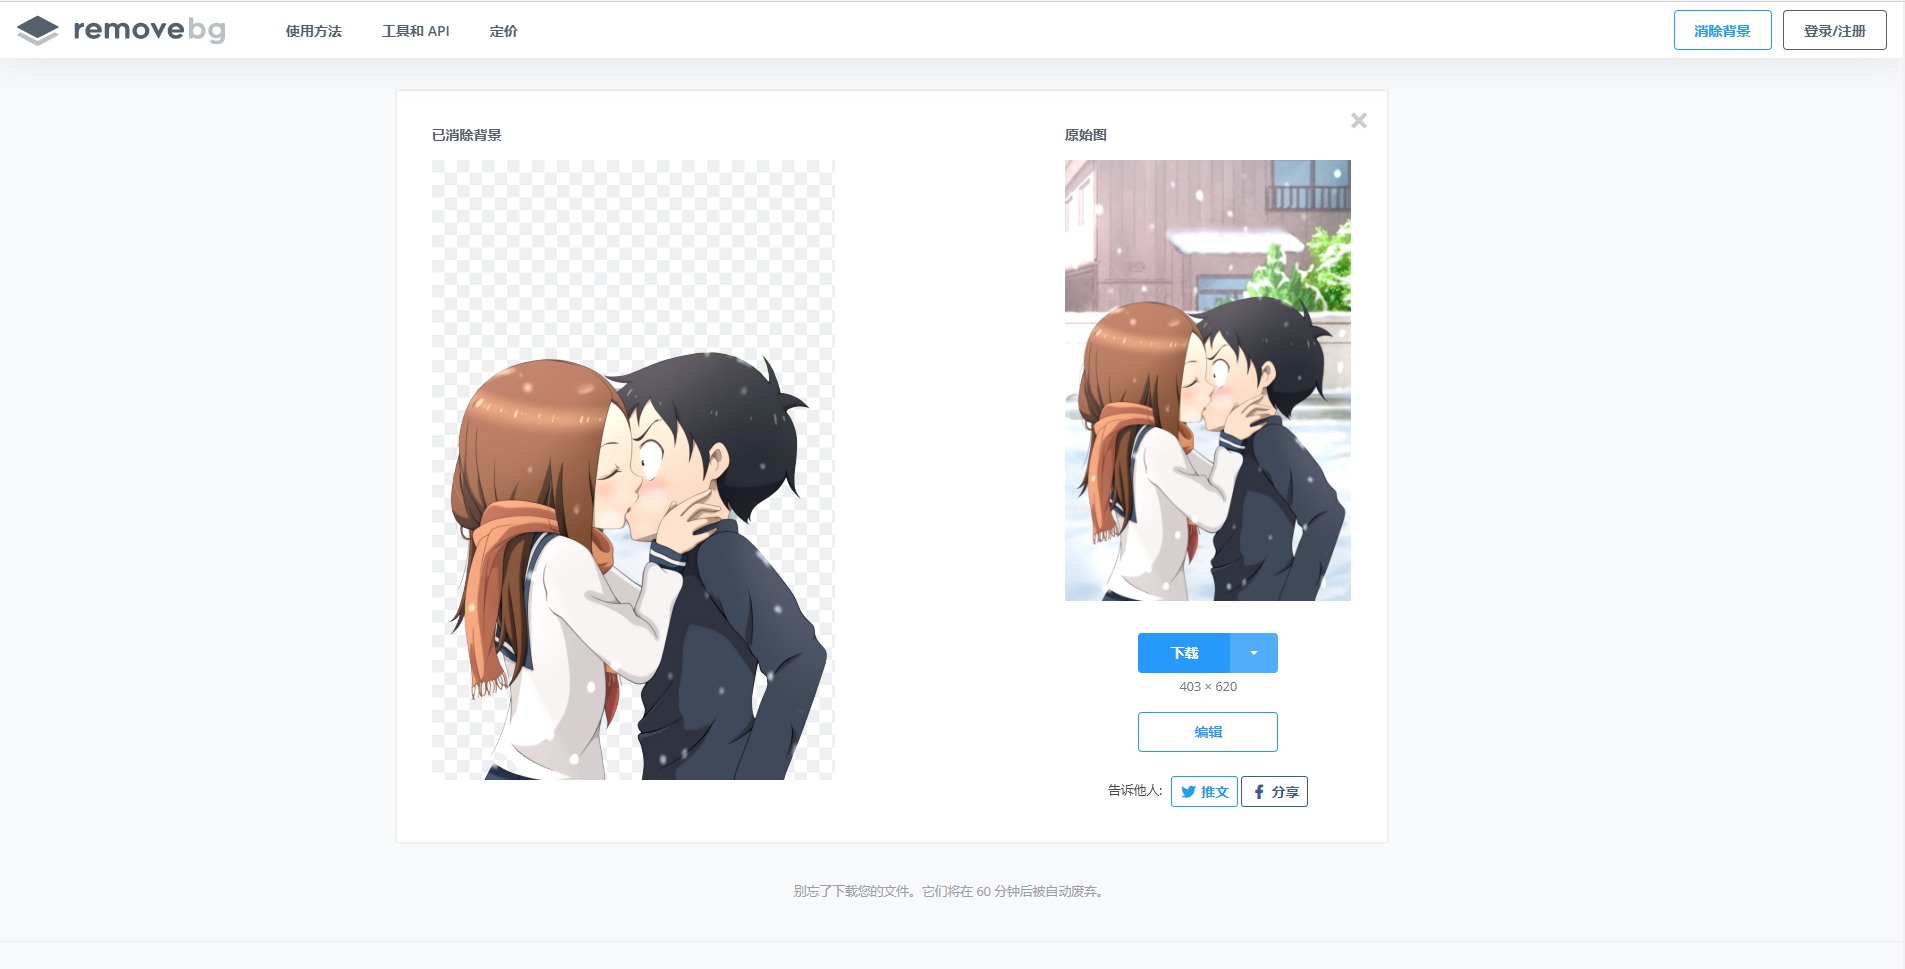 removebg 使用方法 工具和 API 定价 消除背景 登录/注册
已消除背景
原始图
下载
403 × 620
编辑
告诉他人: 推文 分享
别忘了下载您的文件。它们将在 60 分钟后被自动废弃。